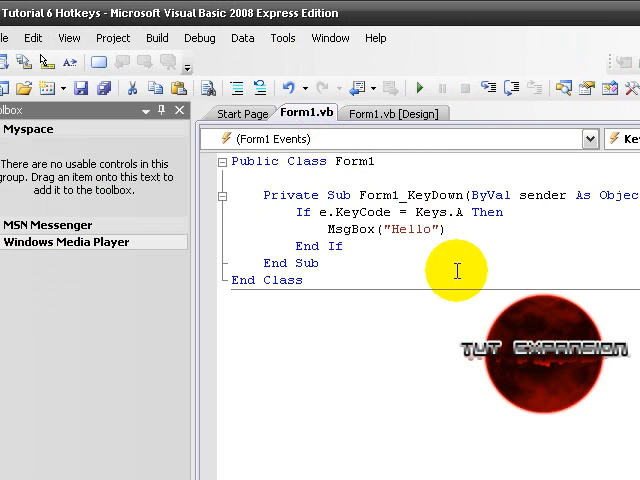 Tutorial 6 Hotkeys - Microsoft Visual Basic 2008 Express Edition
le Edit View Project Build Debug Data Tools Window Help
olbox
Start Page Form1.vb Form1.vb [Design]
Myspace
(Form1 Events) Key
There are no usable controls in this
group. Drag an item onto this text to
add it to the toolbox.
MSN Messenger
Windows Media Player
Public Class Form1
Private Sub Form1_KeyDown(ByVal sender As Objec
If e.KeyCode = Keys.A Then
MsgBox("Hello")
End If
End Sub
End Class
TUT EXPANSION